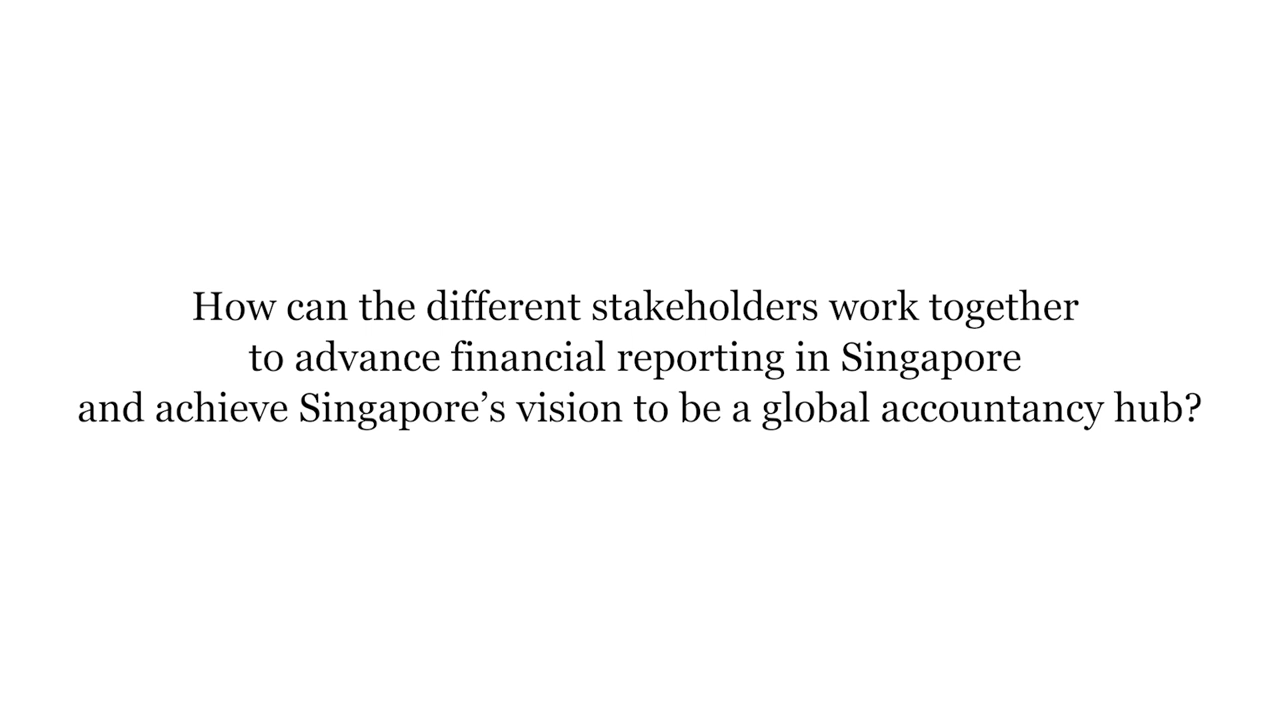 How can the different stakeholders work together
to advance financial reporting in Singapore
and achieve Singapore’s vision to be a global accountancy hub?